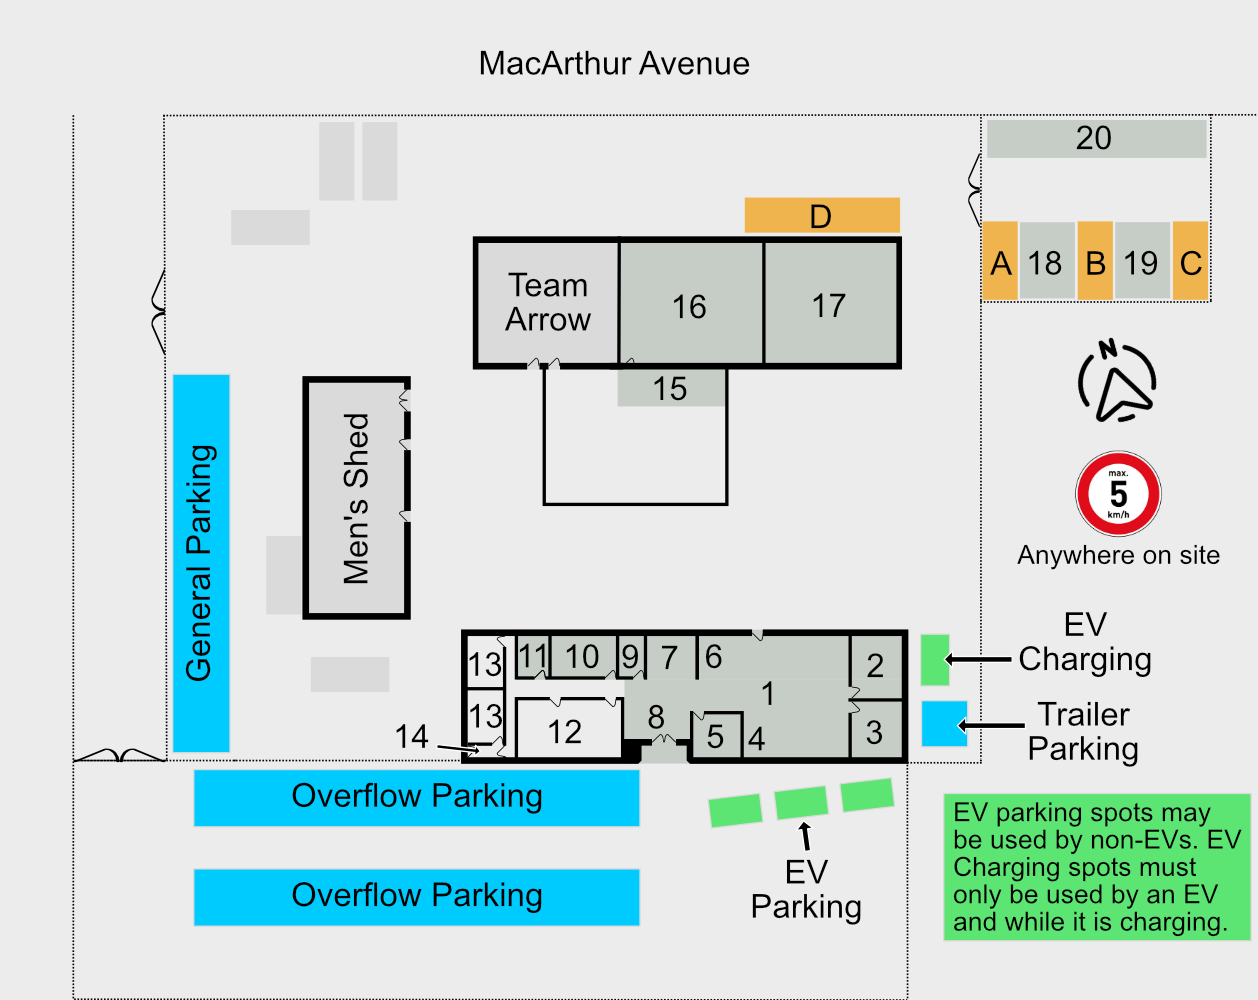 MacArthur Avenue
20
D
A
18
B
19
C
Team
Arrow
16
17
N
15
Men's Shed
General Parking
max.
5
km/h
Anywhere on site
EV
Charging
13
11
10
9
7
6
2
1
13
12
8
5
4
3
14
Trailer
Parking
Overflow Parking
Overflow Parking
EV
Parking
EV parking spots may
be used by non-EVs. EV
Charging spots must
only be used by an EV
and while it is charging.